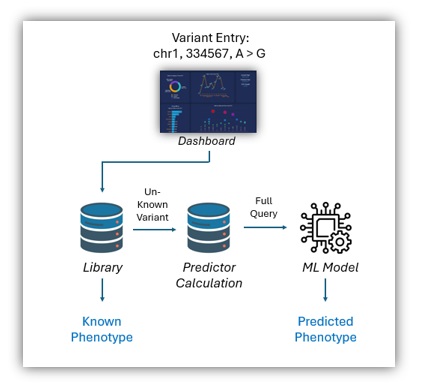 Variant Entry:
chr1, 334567, A > G
Dashboard
Un-
Known
Variant
Full
Query
Library
Predictor
Calculation
ML Model
Known
Phenotype
Predicted
Phenotype